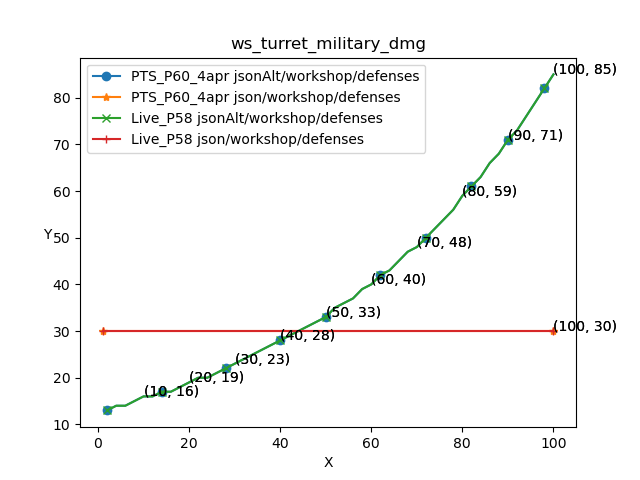 ws_turret_military_dmg
PTS_P60_4apr jsonAlt/workshop/defenses
PTS_P60_4apr json/workshop/defenses
Live_P58 jsonAlt/workshop/defenses
Live_P58 json/workshop/defenses
(100, 85)
80
(90, 71)
70
(80, 59)
60
Y
50
(70, 48)
40
(60, 40)
(50, 33)
30
(100, 30)
(40, 28)
(30, 23)
20
(20, 19)
(10, 16)
10
0 20 40 60 80 100
X